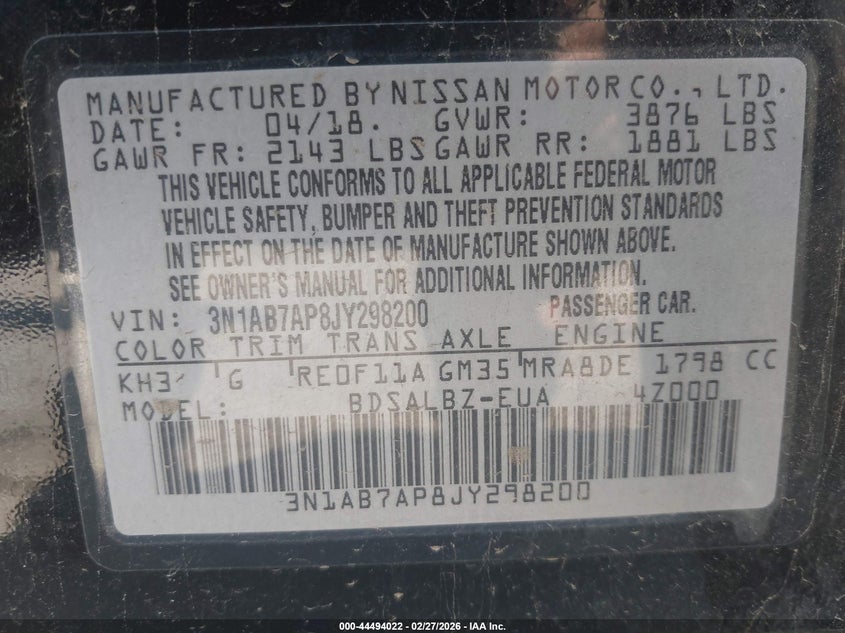 MANUFACTURED BY NISSAN MOTOR CO., LTD.
DATE: 04/18. GVWR: 3876 LBS
GAWR FR: 2143 LBS GAWR RR: 1881 LBS
THIS VEHICLE CONFORMS TO ALL APPLICABLE FEDERAL MOTOR
VEHICLE SAFETY, BUMPER AND THEFT PREVENTION STANDARDS
IN EFFECT ON THE DATE OF MANUFACTURE SHOWN ABOVE.
SEE OWNER'S MANUAL FOR ADDITIONAL INFORMATION.
VIN: 3N1AB7AP8JY298200 PASSENGER CAR.
COLOR TRIM TRANS AXLE ENGINE
KH3 G RE0F11A GM35 MRA8DE 1798 CC
MODEL: BDSALBZ-EUA 4Z000
3N1AB7AP8JY298200
000-44494022 - 02/27/2026 - IAA Inc.